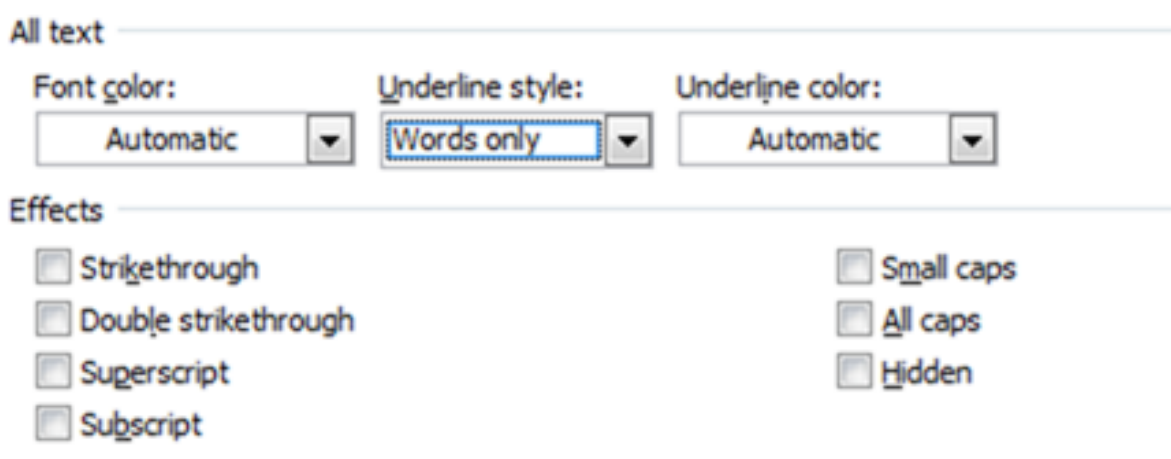 All text
Font color: Underline style: Underline color:
Automatic Words only Automatic
Effects
Strikethrough Small caps
Double strikethrough All caps
Superscript Hidden
Subscript